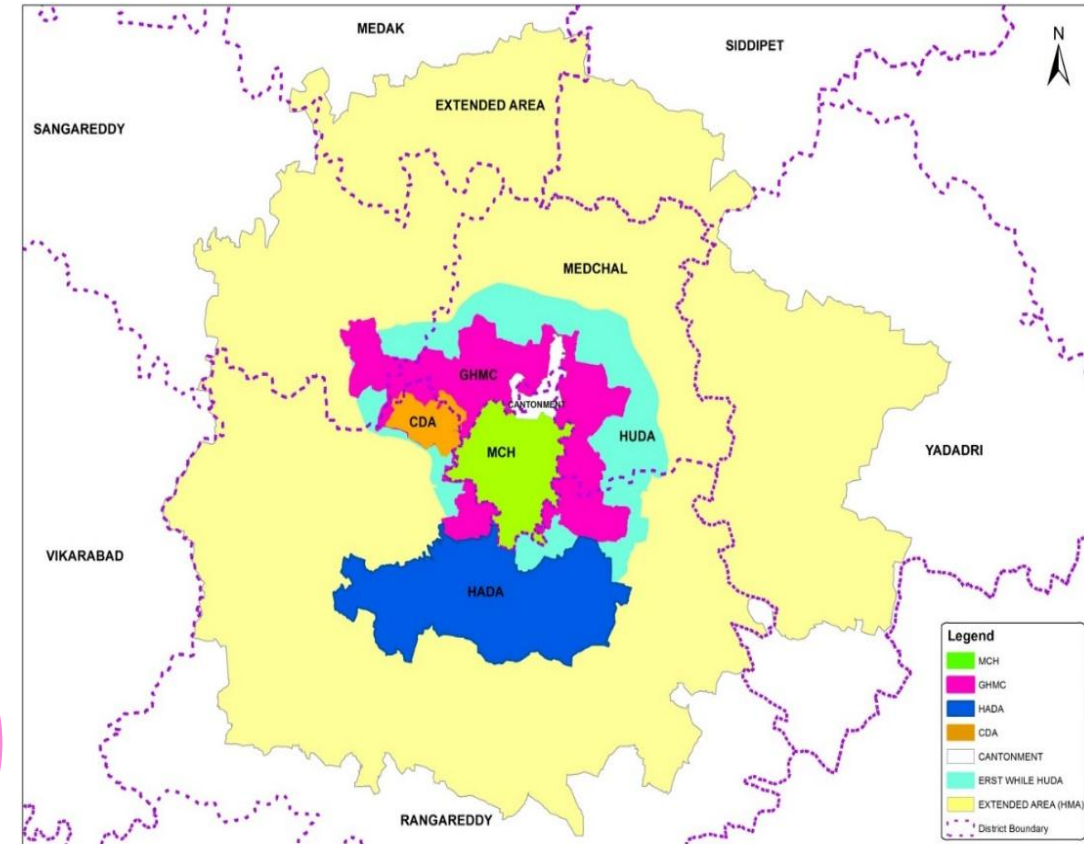 MEDAK
SIDDIPET
N
EXTENDED AREA
SANGAREDDY
MEDCHAL
GHMC
CANTONMENT
CDA
HUDA
MCH
YADADRI
VIKARABAD
HADA
RANGAREDDY
Legend
MCH
GHMC
HADA
CDA
CANTONMENT
ERST WHILE HUDA
EXTENDED AREA (HMA)
District Boundary